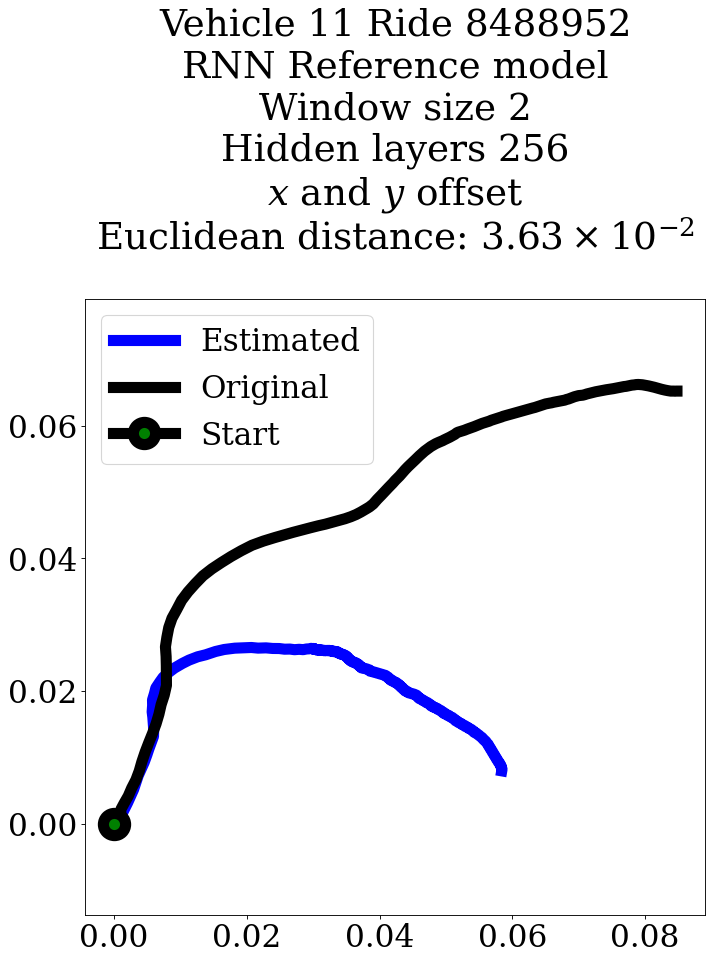 Vehicle 11 Ride 8488952
RNN Reference model
Window size 2
Hidden layers 256
x and y offset
Euclidean distance: 3.63 × 10⁻²
Estimated
Original
Start
0.06
0.04
0.02
0.00
0.00 0.02 0.04 0.06 0.08